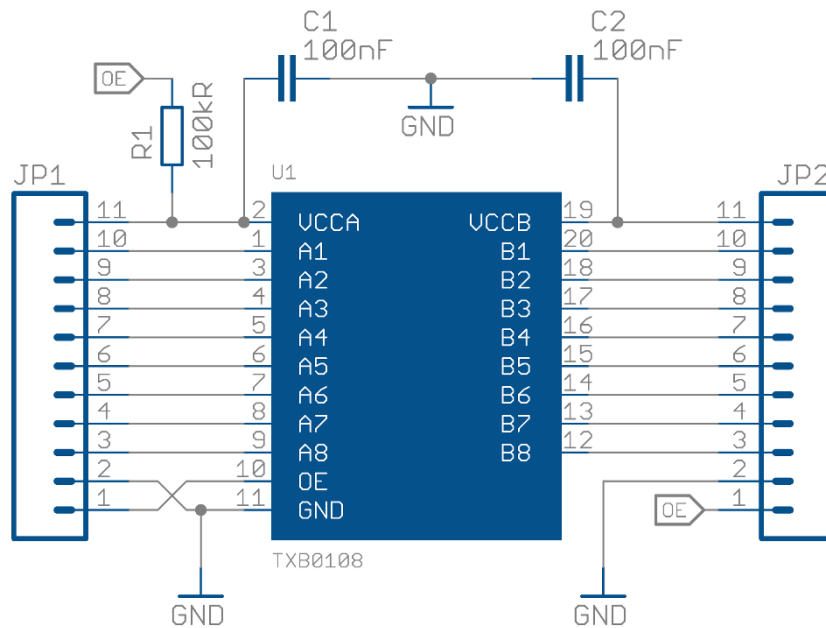 C1
100nF
C2
100nF
OE
R1
100kR
GND
JP1
U1
JP2
11 2 VCCA VCCB 19 11
10 1 A1 B1 20 10
9 3 A2 B2 18 9
8 4 A3 B3 17 8
7 5 A4 B4 16 7
6 6 A5 B5 15 6
5 7 A6 B6 14 5
4 8 A7 B7 13 4
3 9 A8 B8 12 3
2 10 OE 2
1 11 GND OE 1
TXB0108
GND
GND